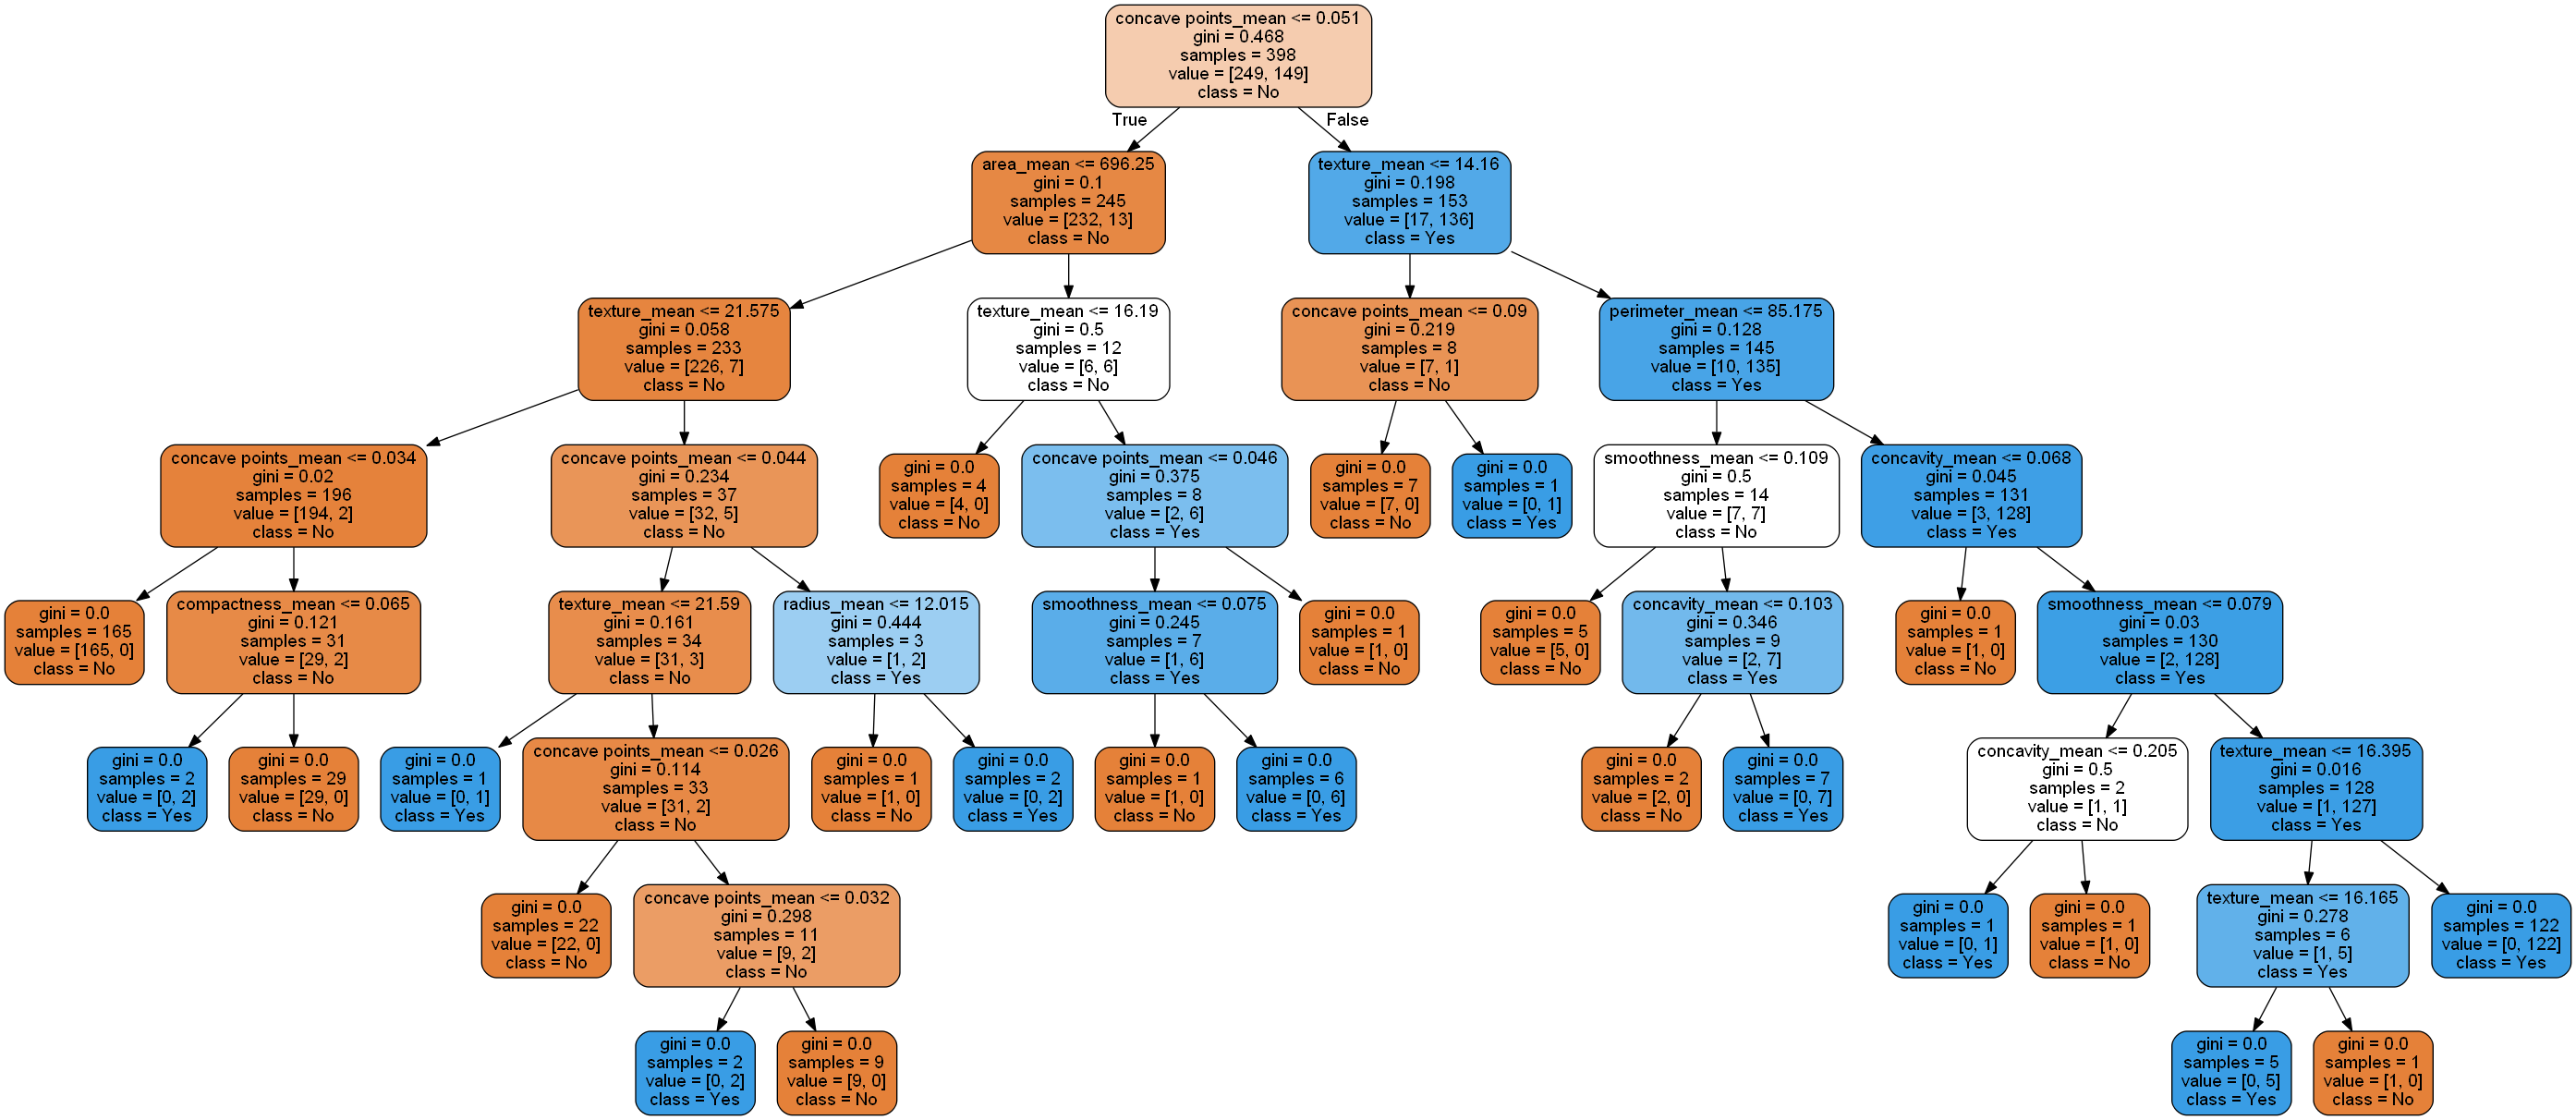 concave points_mean <= 0.051
gini = 0.468
samples = 398
value = [249, 149]
class = No
True
False
area_mean <= 696.25
gini = 0.1
samples = 245
value = [232, 13]
class = No
texture_mean <= 14.16
gini = 0.198
samples = 153
value = [17, 136]
class = Yes
texture_mean <= 21.575
gini = 0.058
samples = 233
value = [226, 7]
class = No
texture_mean <= 16.19
gini = 0.5
samples = 12
value = [6, 6]
class = No
concave points_mean <= 0.09
gini = 0.219
samples = 8
value = [7, 1]
class = No
perimeter_mean <= 85.175
gini = 0.128
samples = 145
value = [10, 135]
class = Yes
concave points_mean <= 0.034
gini = 0.02
samples = 196
value = [194, 2]
class = No
concave points_mean <= 0.044
gini = 0.234
samples = 37
value = [32, 5]
class = No
gini = 0.0
samples = 4
value = [4, 0]
class = No
concave points_mean <= 0.046
gini = 0.375
samples = 8
value = [2, 6]
class = Yes
gini = 0.0
samples = 7
value = [7, 0]
class = No
gini = 0.0
samples = 1
value = [0, 1]
class = Yes
smoothness_mean <= 0.109
gini = 0.5
samples = 14
value = [7, 7]
class = No
concavity_mean <= 0.068
gini = 0.045
samples = 131
value = [3, 128]
class = Yes
gini = 0.0
samples = 165
value = [165, 0]
class = No
compactness_mean <= 0.065
gini = 0.121
samples = 31
value = [29, 2]
class = No
texture_mean <= 21.59
gini = 0.161
samples = 34
value = [31, 3]
class = No
radius_mean <= 12.015
gini = 0.444
samples = 3
value = [1, 2]
class = Yes
smoothness_mean <= 0.075
gini = 0.245
samples = 7
value = [1, 6]
class = Yes
gini = 0.0
samples = 1
value = [1, 0]
class = No
gini = 0.0
samples = 5
value = [5, 0]
class = No
concavity_mean <= 0.103
gini = 0.346
samples = 9
value = [2, 7]
class = Yes
gini = 0.0
samples = 1
value = [1, 0]
class = No
smoothness_mean <= 0.079
gini = 0.03
samples = 130
value = [2, 128]
class = Yes
gini = 0.0
samples = 2
value = [0, 2]
class = Yes
gini = 0.0
samples = 29
value = [29, 0]
class = No
gini = 0.0
samples = 1
value = [0, 1]
class = Yes
concave points_mean <= 0.026
gini = 0.114
samples = 33
value = [31, 2]
class = No
gini = 0.0
samples = 1
value = [1, 0]
class = No
gini = 0.0
samples = 2
value = [0, 2]
class = Yes
gini = 0.0
samples = 1
value = [1, 0]
class = No
gini = 0.0
samples = 6
value = [0, 6]
class = Yes
gini = 0.0
samples = 2
value = [2, 0]
class = No
gini = 0.0
samples = 7
value = [0, 7]
class = Yes
concavity_mean <= 0.205
gini = 0.5
samples = 2
value = [1, 1]
class = No
texture_mean <= 16.395
gini = 0.016
samples = 128
value = [1, 127]
class = Yes
gini = 0.0
samples = 22
value = [22, 0]
class = No
concave points_mean <= 0.032
gini = 0.298
samples = 11
value = [9, 2]
class = No
gini = 0.0
samples = 1
value = [0, 1]
class = Yes
gini = 0.0
samples = 1
value = [1, 0]
class = No
texture_mean <= 16.165
gini = 0.278
samples = 6
value = [1, 5]
class = Yes
gini = 0.0
samples = 122
value = [0, 122]
class = Yes
gini = 0.0
samples = 2
value = [0, 2]
class = Yes
gini = 0.0
samples = 9
value = [9, 0]
class = No
gini = 0.0
samples = 5
value = [0, 5]
class = Yes
gini = 0.0
samples = 1
value = [1, 0]
class = No